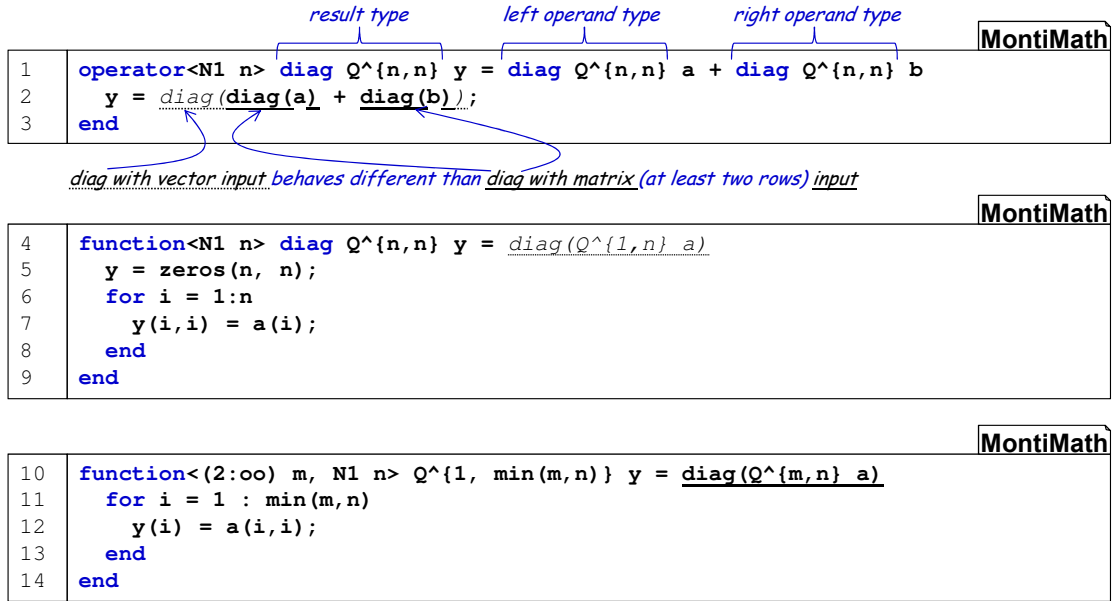 result type left operand type right operand type
MontiMath
1 operator<N1 n> diag Q^{n,n} y = diag Q^{n,n} a + diag Q^{n,n} b
2 y = diag(diag(a) + diag(b));
3 end
diag with vector input behaves different than diag with matrix (at least two rows) input
MontiMath
4 function<N1 n> diag Q^{n,n} y = diag(Q^{1,n} a)
5 y = zeros(n, n);
6 for i = 1:n
7 y(i,i) = a(i);
8 end
9 end
MontiMath
10 function<(2:oo) m, N1 n> Q^{1, min(m,n)} y = diag(Q^{m,n} a)
11 for i = 1 : min(m,n)
12 y(i) = a(i,i);
13 end
14 end